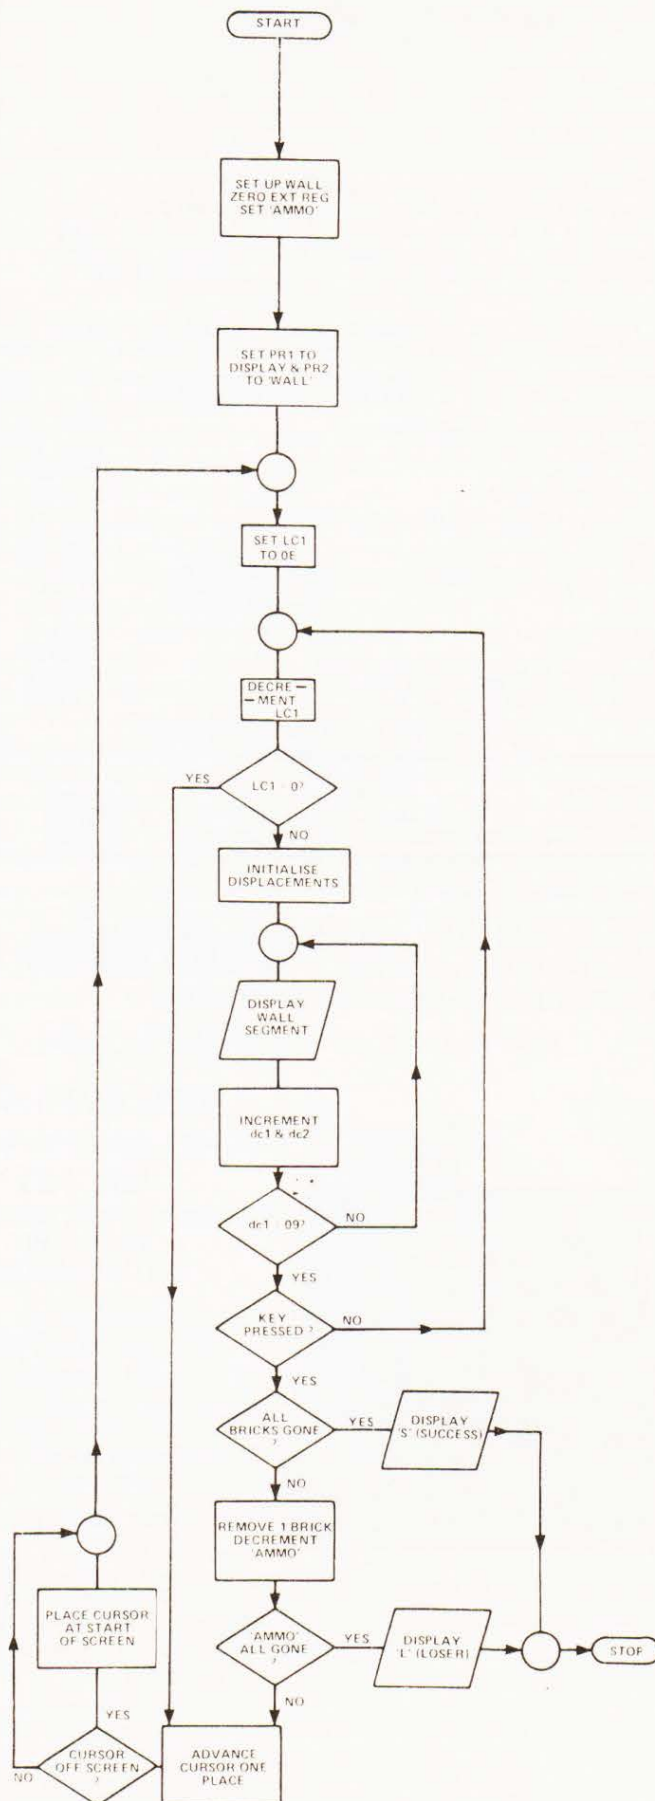 START
SET UP WALL
ZERO EXT REG
SET 'AMMO'
SET PR1 TO
DISPLAY & PR2
TO 'WALL'
SET LC1
TO 0E
DECRE—
—MENT
LC1
YES
LC1 = 0?
NO
INITIALISE
DISPLACEMENTS
DISPLAY
WALL
SEGMENT
INCREMENT
dc1 & dc2
dc1 = 09?
NO
YES
KEY
PRESSED ?
NO
YES
ALL
BRICKS GONE
?
YES
DISPLAY
'S' (SUCCESS)
NO
REMOVE 1 BRICK
DECREMENT
'AMMO'
PLACE CURSOR
AT START
OF SCREEN
'AMMO'
ALL GONE
?
YES
DISPLAY
'L' (LOSER)
STOP
NO
YES
CURSOR
OFF SCREEN
?
NO
ADVANCE
CURSOR ONE
PLACE